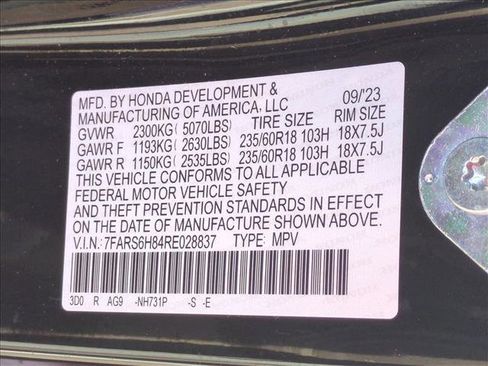 MFD. BY HONDA DEVELOPMENT &
MANUFACTURING OF AMERICA, LLC 09/'23
GVWR 2300KG( 5070LBS) TIRE SIZE RIM SIZE
GAWR F 1193KG( 2630LBS) 235/60R18 103H 18X7.5J
GAWR R 1150KG( 2535LBS) 235/60R18 103H 18X7.5J
THIS VEHICLE CONFORMS TO ALL APPLICABLE
FEDERAL MOTOR VEHICLE SAFETY
AND THEFT PREVENTION STANDARDS IN EFFECT
ON THE DATE OF MANUFACTURE SHOWN ABOVE.
V.I.N.: 7FARS6H84RE028837 TYPE: MPV
3D0 R AG9 -NH731P -S -E